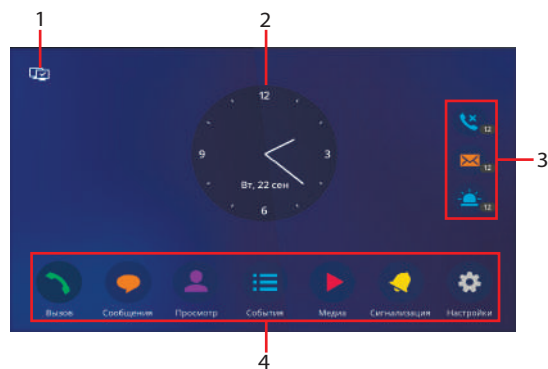 1
2
12
9
3
Вт, 22 сен
6
12
12
12
3
Вызов
Сообщения
Просмотр
События
Медиа
Сигнализация
Настройки
4